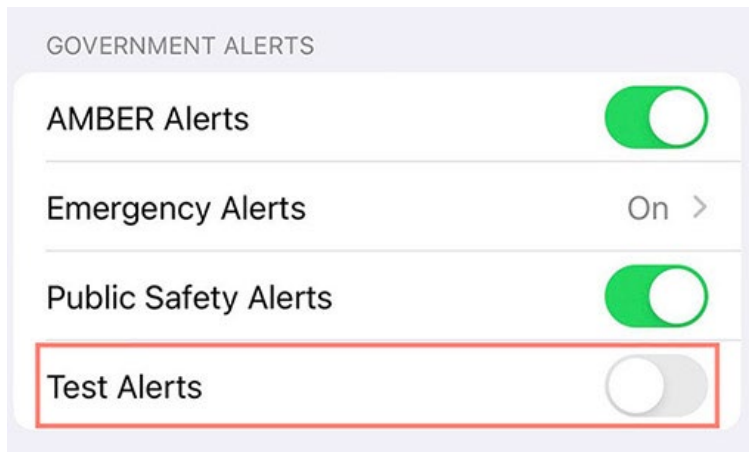 GOVERNMENT ALERTS
AMBER Alerts
Emergency Alerts On >
Public Safety Alerts
Test Alerts